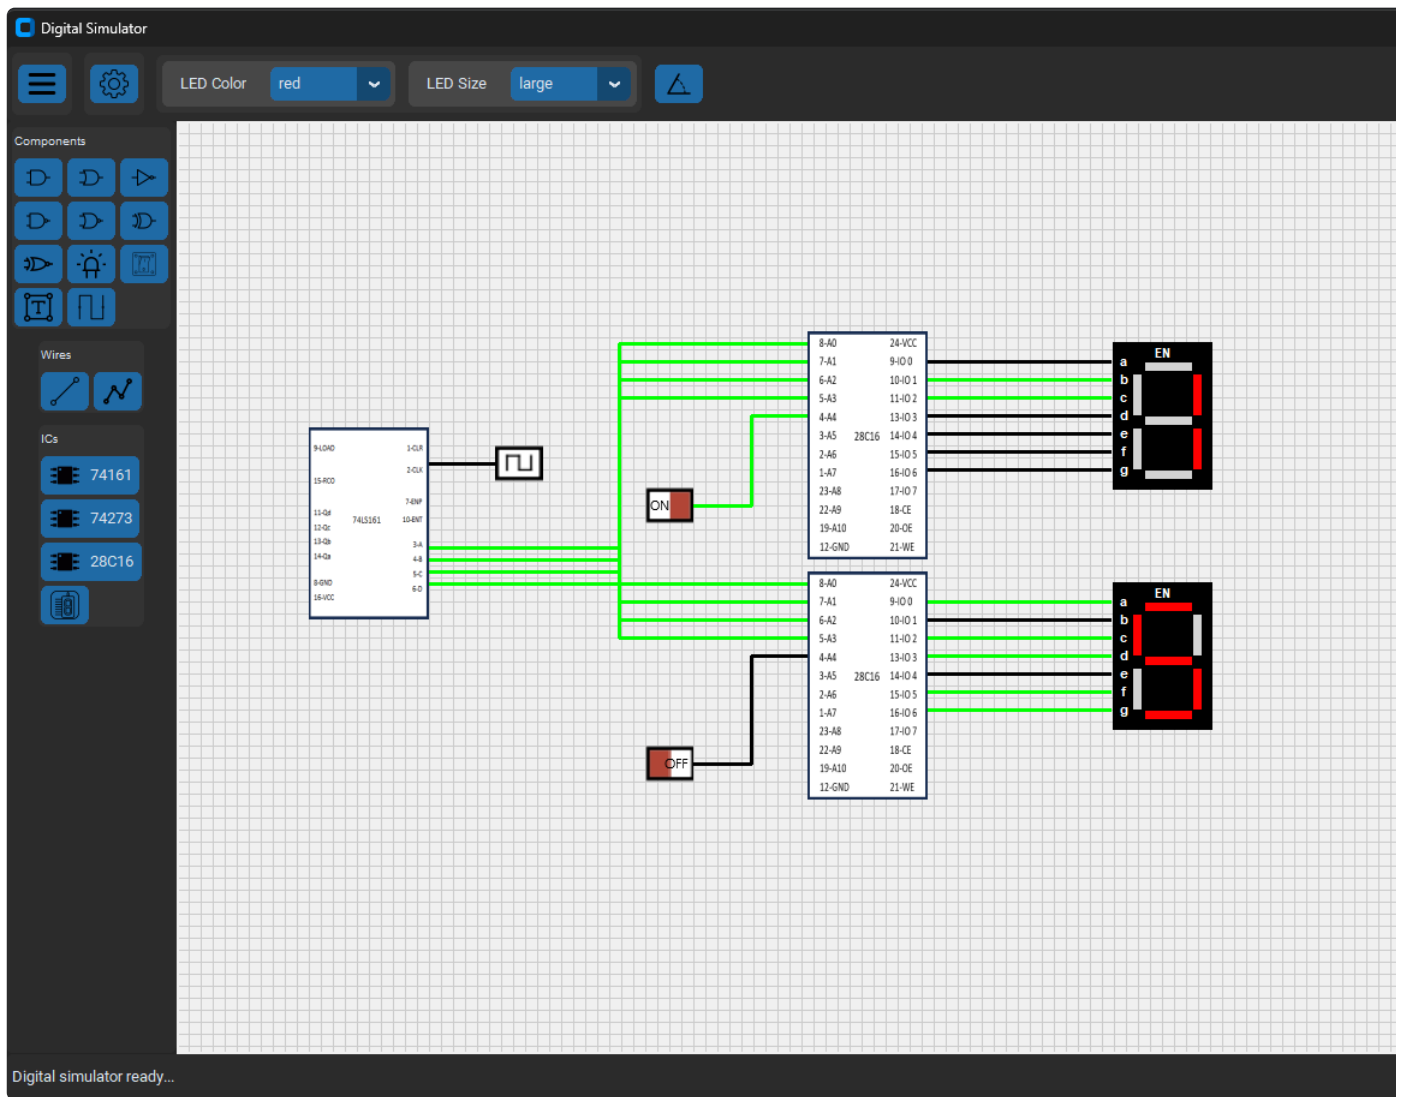 Digital Simulator
LED Color
red
LED Size
large
Components
Wires
ICs
74161
74273
28C16
9-LOAD
1-CLR
2-CLK
15-RCO
7-ENP
11-Qd
74LS161
10-ENT
12-Qc
13-Qb
3-A
14-Qa
4-B
5-C
8-GND
6-D
16-VCC
ON
OFF
8-A0 24-VCC
7-A1 9-IO 0
6-A2 10-IO 1
5-A3 11-IO 2
4-A4 13-IO 3
3-A5 28C16 14-IO 4
2-A6 15-IO 5
1-A7 16-IO 6
23-A8 17-IO 7
22-A9 18-CE
19-A10 20-OE
12-GND 21-WE
EN
a
b
c
d
e
f
g
8-A0 24-VCC
7-A1 9-IO 0
6-A2 10-IO 1
5-A3 11-IO 2
4-A4 13-IO 3
3-A5 28C16 14-IO 4
2-A6 15-IO 5
1-A7 16-IO 6
23-A8 17-IO 7
22-A9 18-CE
19-A10 20-OE
12-GND 21-WE
EN
a
b
c
d
e
f
g
Digital simulator ready...